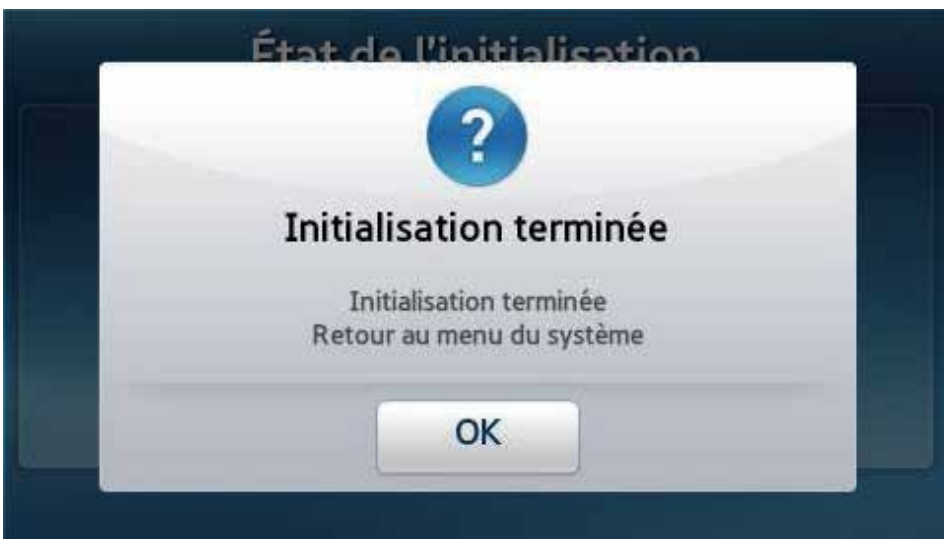 État de l'initialisation
?
Initialisation terminée
Initialisation terminée
Retour au menu du système
OK